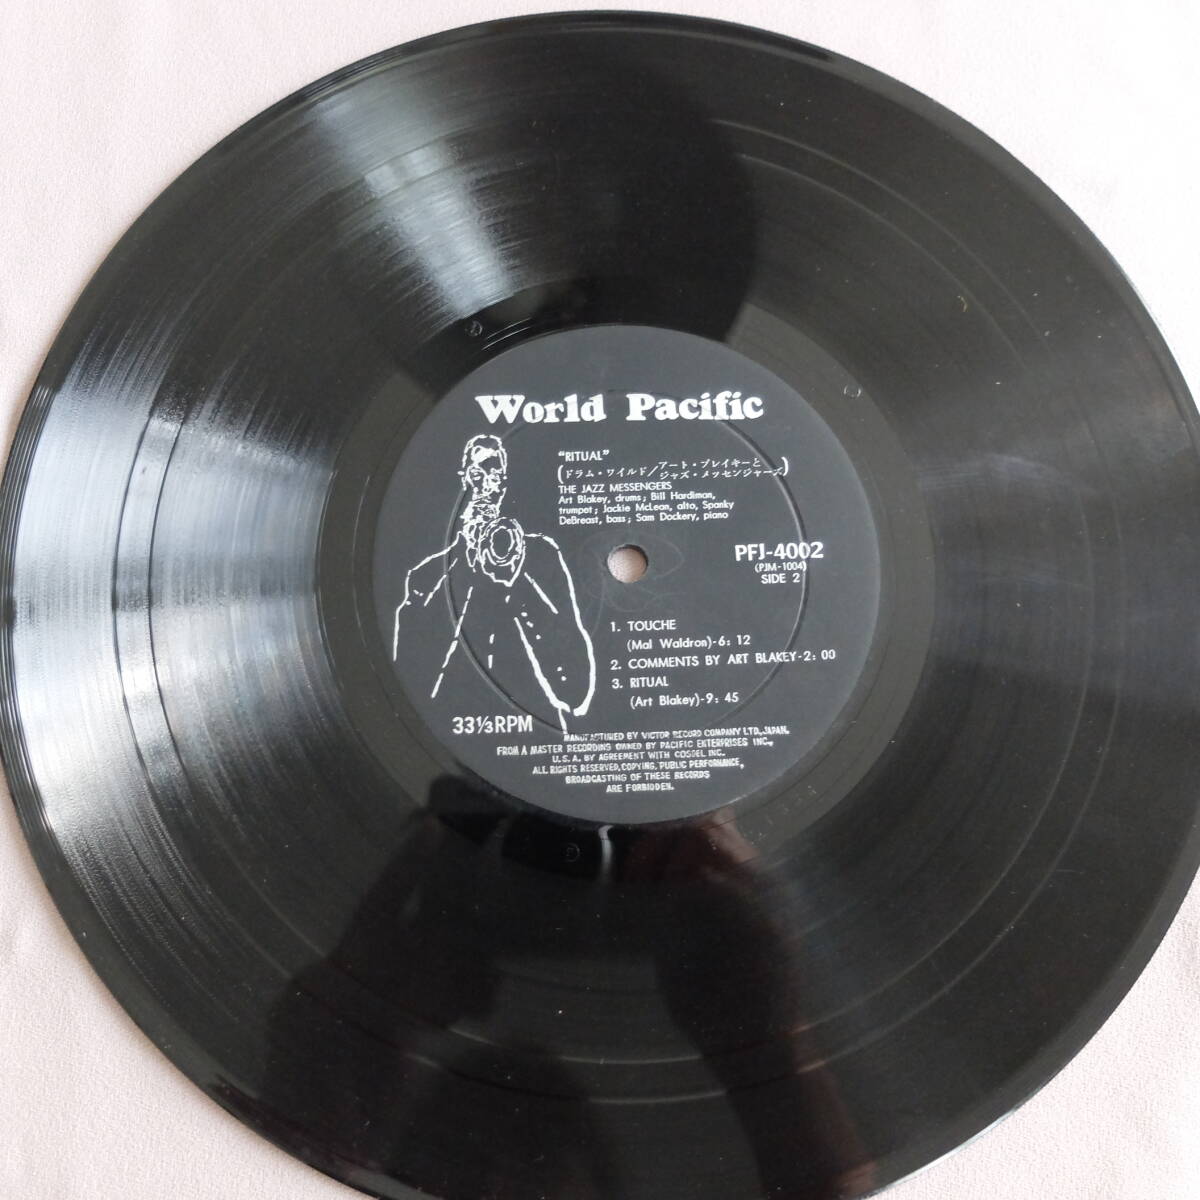 World Pacific
"RITUAL"
(ドラム・ワイルド／アート・ブレイキーと
ジャズ・メッセンジャーズ)
THE JAZZ MESSENGERS
Art Blakey, drums; Bill Hardiman,
trumpet; Jackie McLean, alto, Spanky
DeBreast, bass; Sam Dockery, piano
PFJ-4002
(PJM-1004)
SIDE 2
1. TOUCHE
(Mal Waldron)-6: 12
2. COMMENTS BY ART BLAKEY-2: 00
3. RITUAL
(Art Blakey)-9: 45
33⅓RPM
MANUFACTURED BY VICTOR RECORD COMPANY LTD., JAPAN,
FROM A MASTER RECORDING OWNED BY PACIFIC ENTERPRISES INC.,
U.S.A. BY AGREEMENT WITH COSDEL INC.
ALL RIGHTS RESERVED, COPYING, PUBLIC PERFORMANCE,
BROADCASTING OF THESE RECORDS
ARE FORBIDDEN.